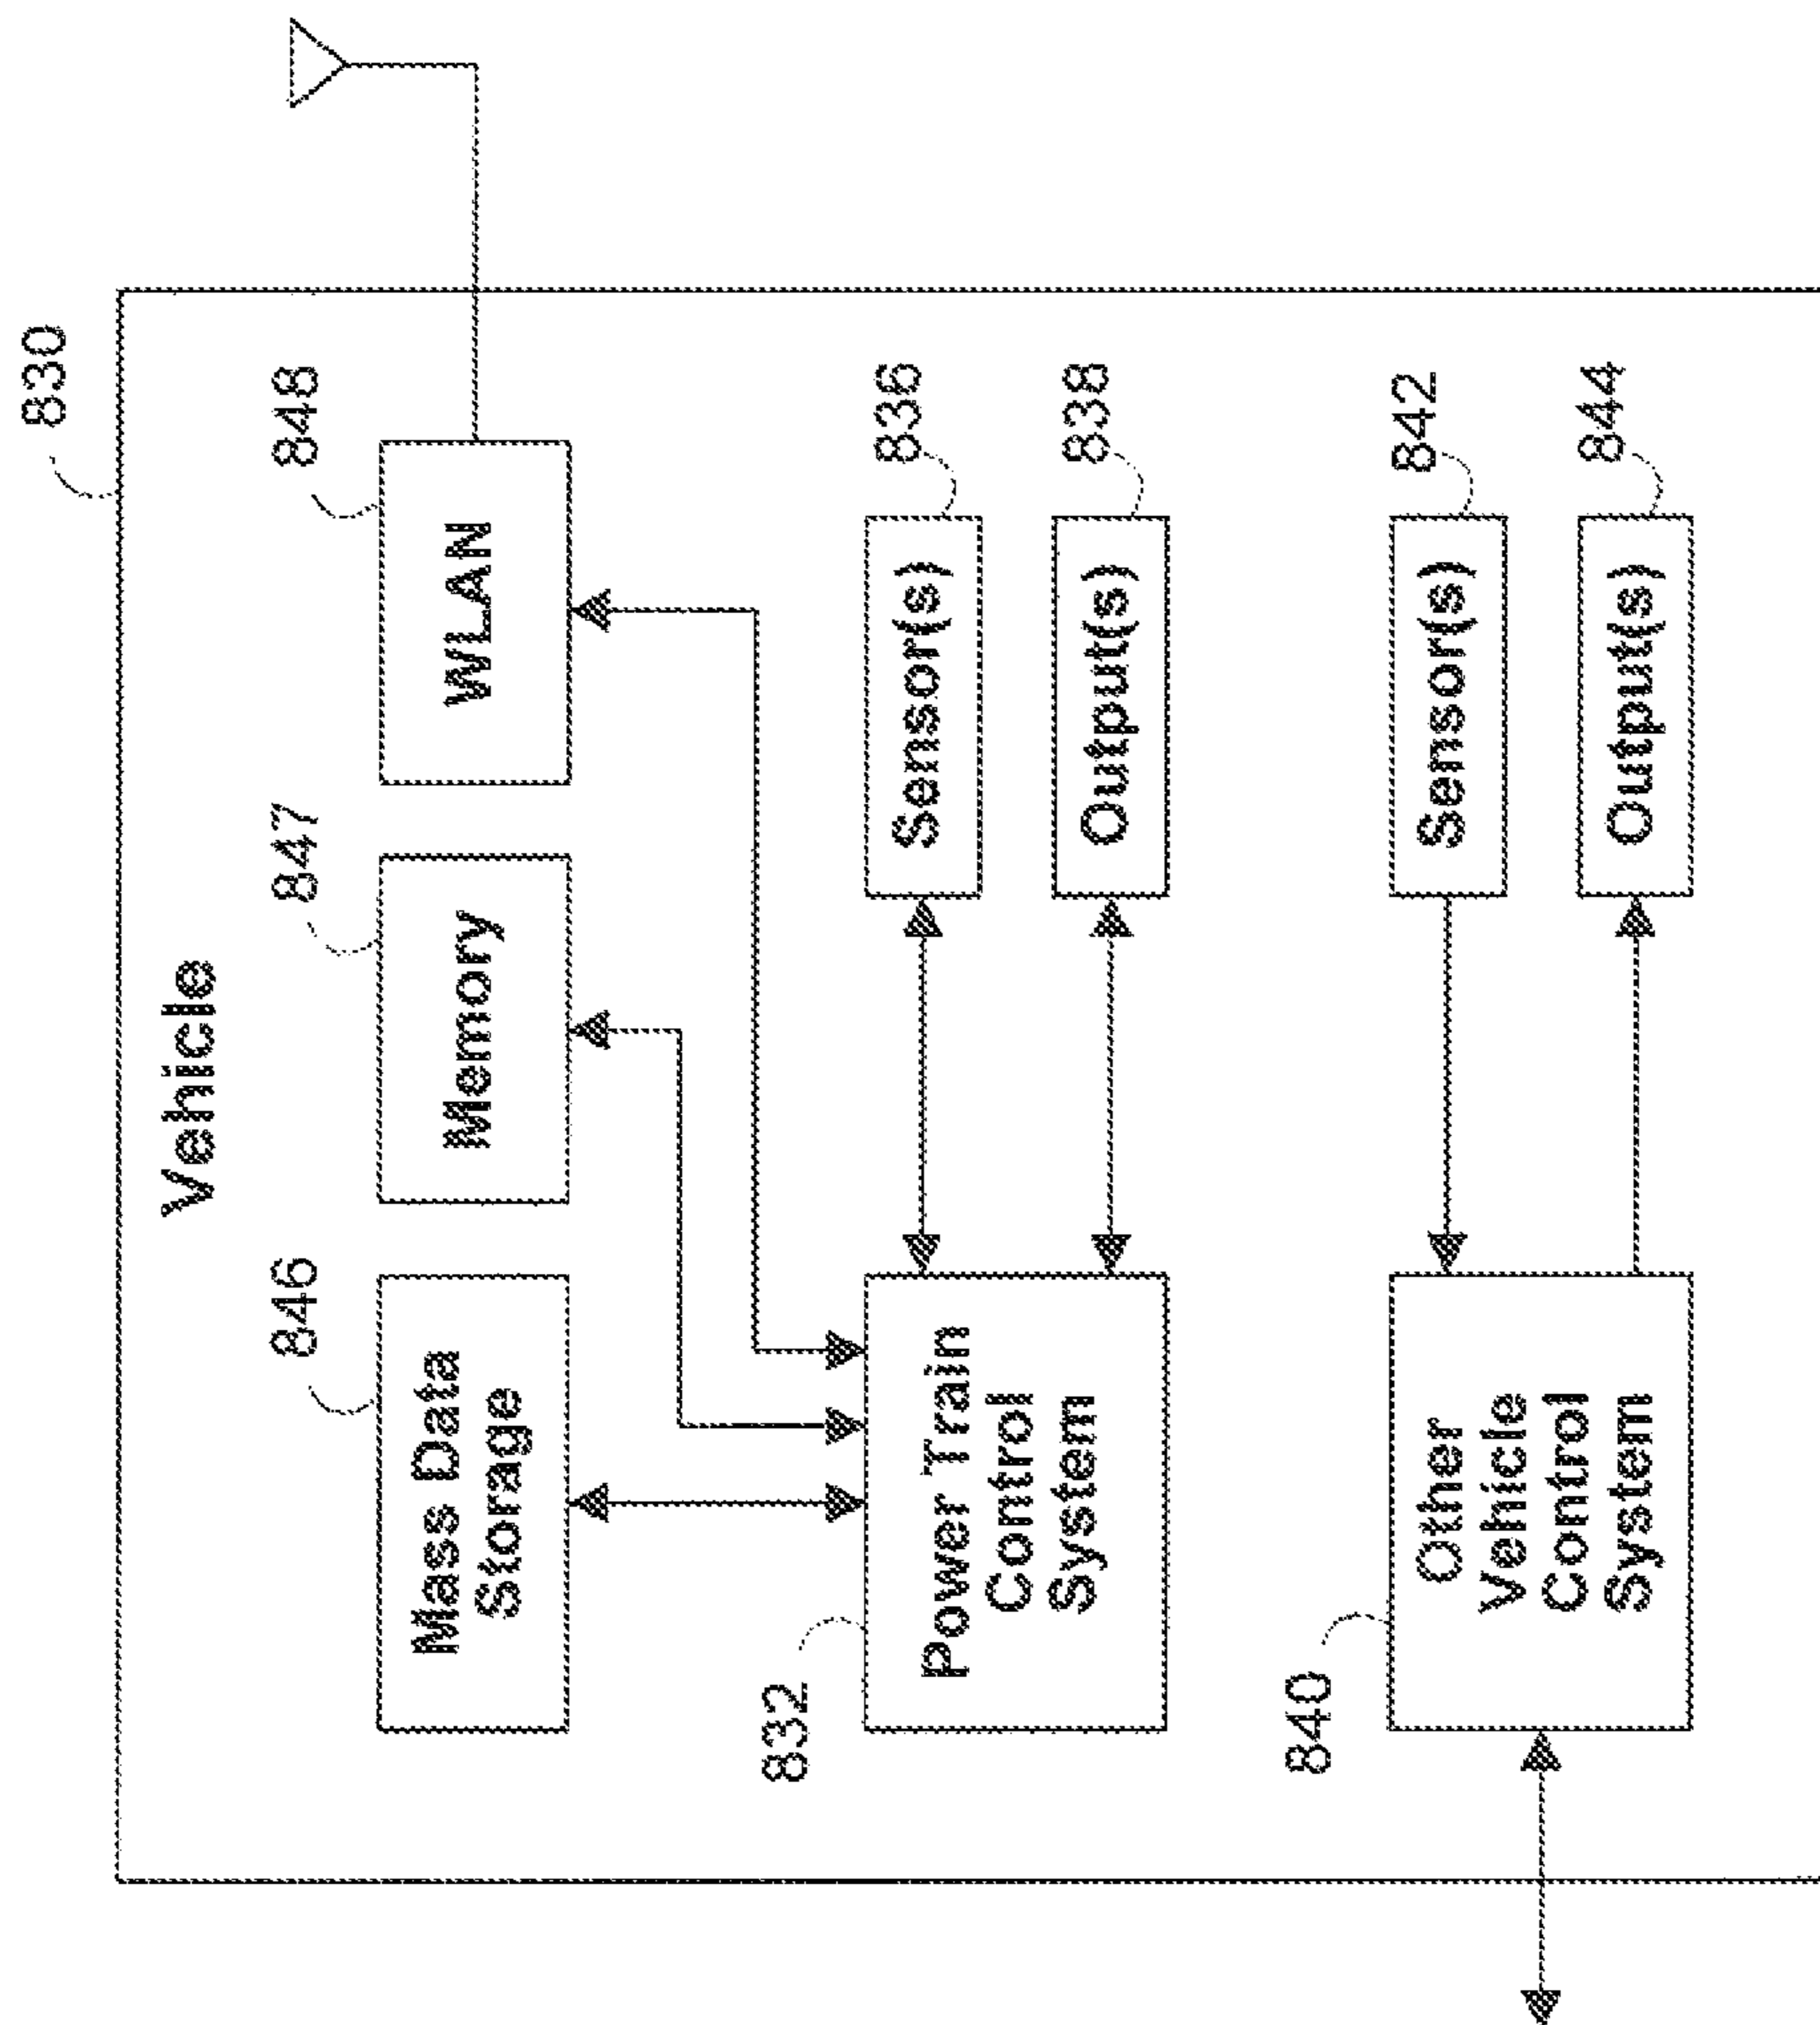 830
Vehicle
846
847
848
Mass Data
Storage
Memory
WLAN
832
Power Train
Control
System
Sensor(s)
836
Output(s)
838
840
Other
Vehicle
Control
System
Sensor(s)
842
Output(s)
844